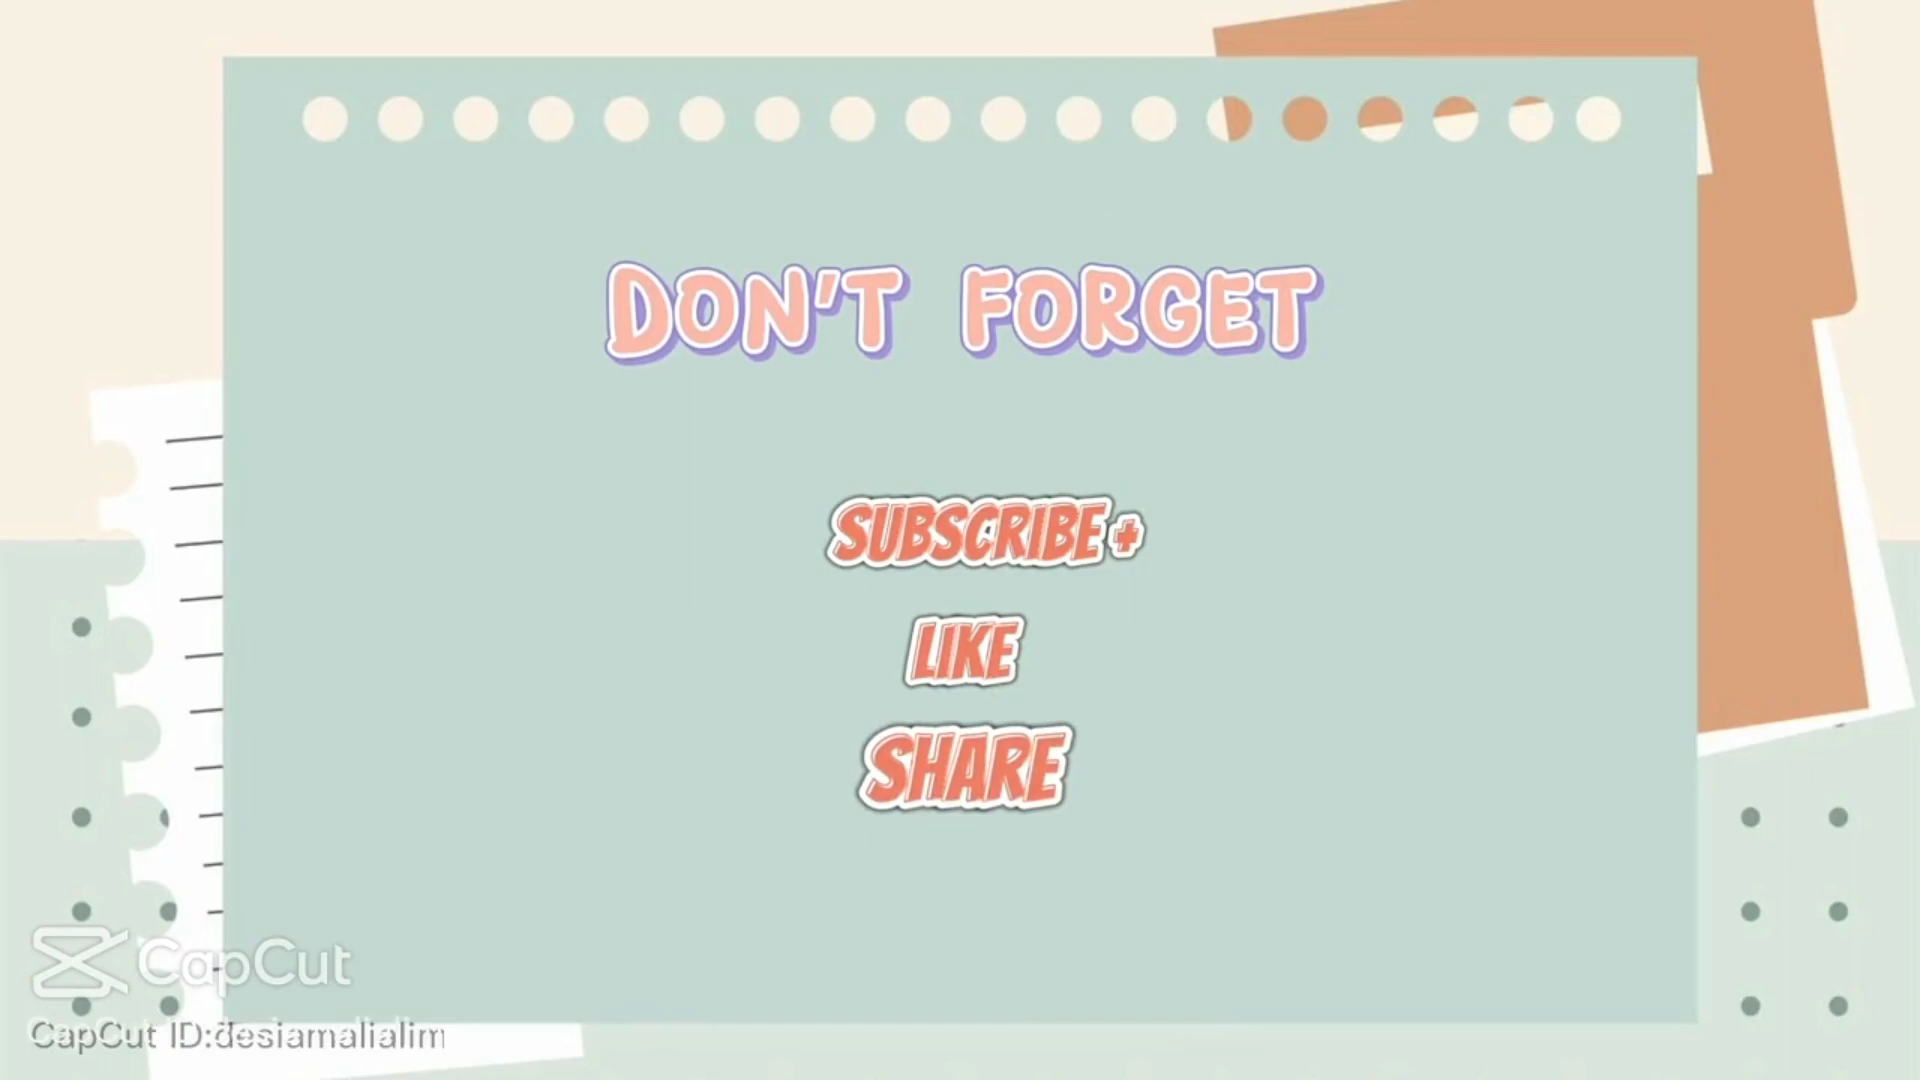 DON'T FORGET
SUBSCRIBE +
LIKE
SHARE
CapCut
CapCut ID:desiamalialim